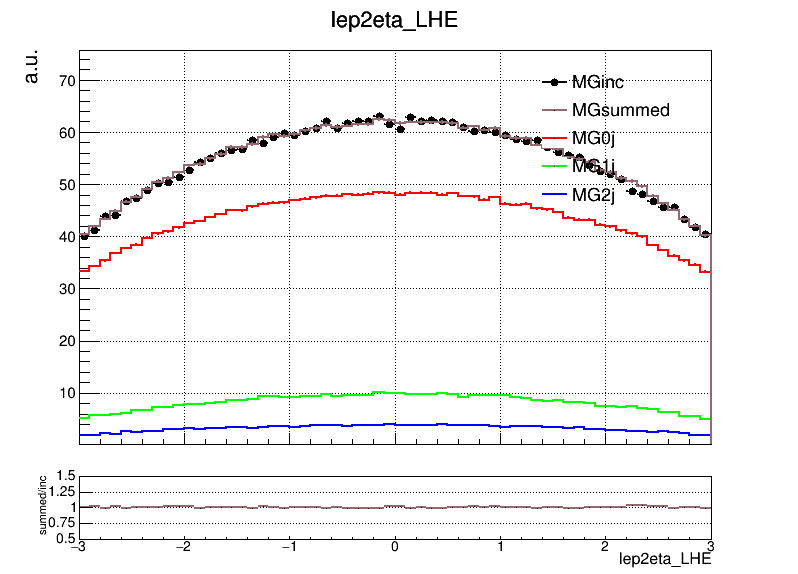 lep2eta_LHE
a.u.
70
60
50
40
30
20
10
MGinc
MGsummed
MG0j
MG1j
MG2j
summed/inc
1.5
1.25
1
0.75
0.5
−3 −2 −1 0 1 2 3
lep2eta_LHE